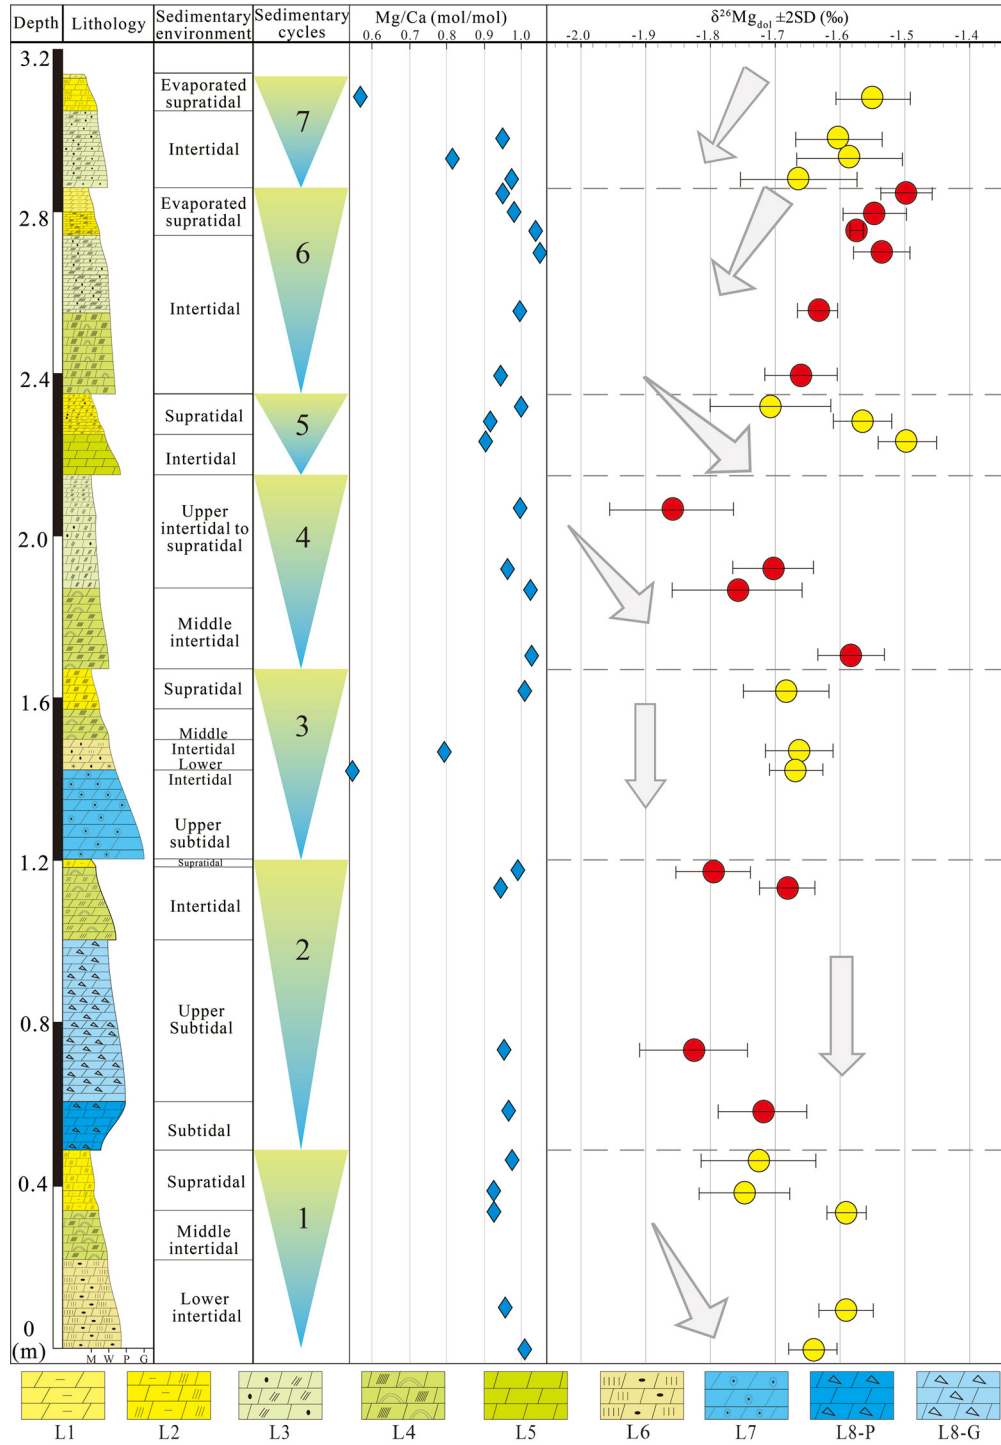 Depth Lithology Sedimentary environment Sedimentary cycles Mg/Ca (mol/mol) δ²⁶Mg_dol ±2SD (‰)
0.6 0.8 0.9 1.0 -2.0 -1.9 -1.8 -1.7 -1.6 -1.5 -1.4
3.2
Evaporated
supratidal
7
Intertidal
2.8
Evaporated
supratidal
6
Intertidal
2.4
Supratidal
5
Intertidal
Upper
intertidal to
supratidal
4
2.0
Middle
intertidal
1.6
Supratidal
3
Middle
Intertidal
Lower
Intertidal
Upper
subtidal
1.2
Supratidal
Intertidal
2
Upper
Subtidal
0.8
Subtidal
0.4
Supratidal
1
Middle
intertidal
Lower
intertidal
0
(m)
M W P G
L1 L2 L3 L4 L5 L6 L7 L8-P L8-G